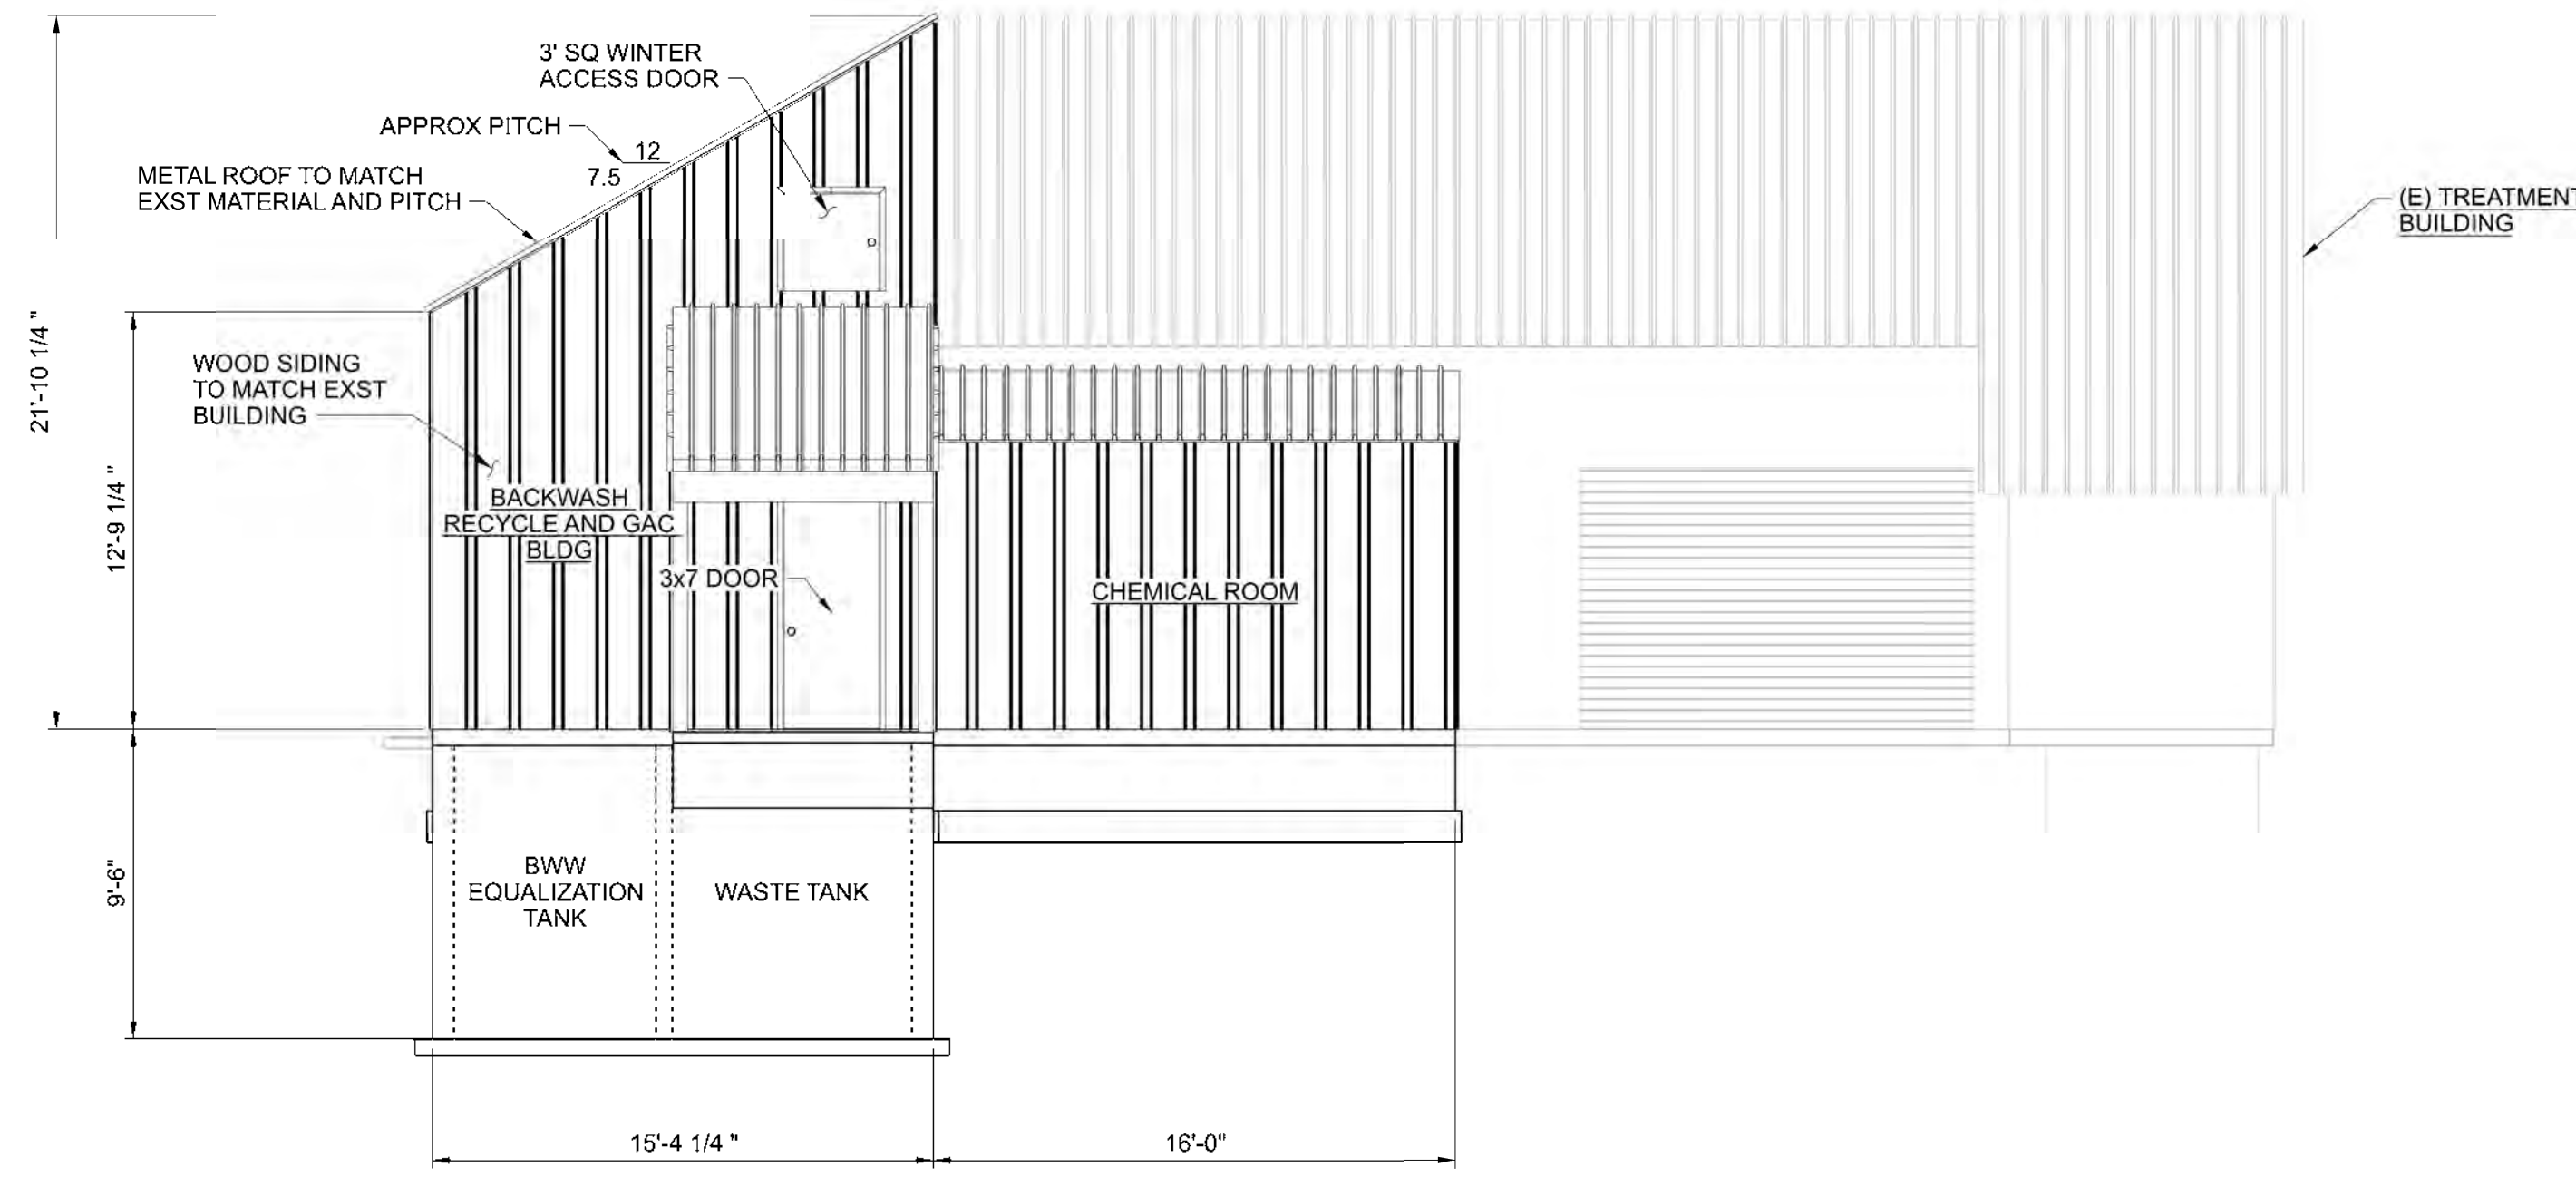 3' SQ WINTER
ACCESS DOOR
APPROX PITCH
12
7.5
METAL ROOF TO MATCH
EXST MATERIAL AND PITCH
(E) TREATMENT
BUILDING
21'-10 1/4 "
WOOD SIDING
TO MATCH EXST
BUILDING
12'-9 1/4 "
BACKWASH
RECYCLE AND GAC
BLDG
3x7 DOOR
CHEMICAL ROOM
9'-6"
BWW
EQUALIZATION
TANK
WASTE TANK
15'-4 1/4 "
16'-0"